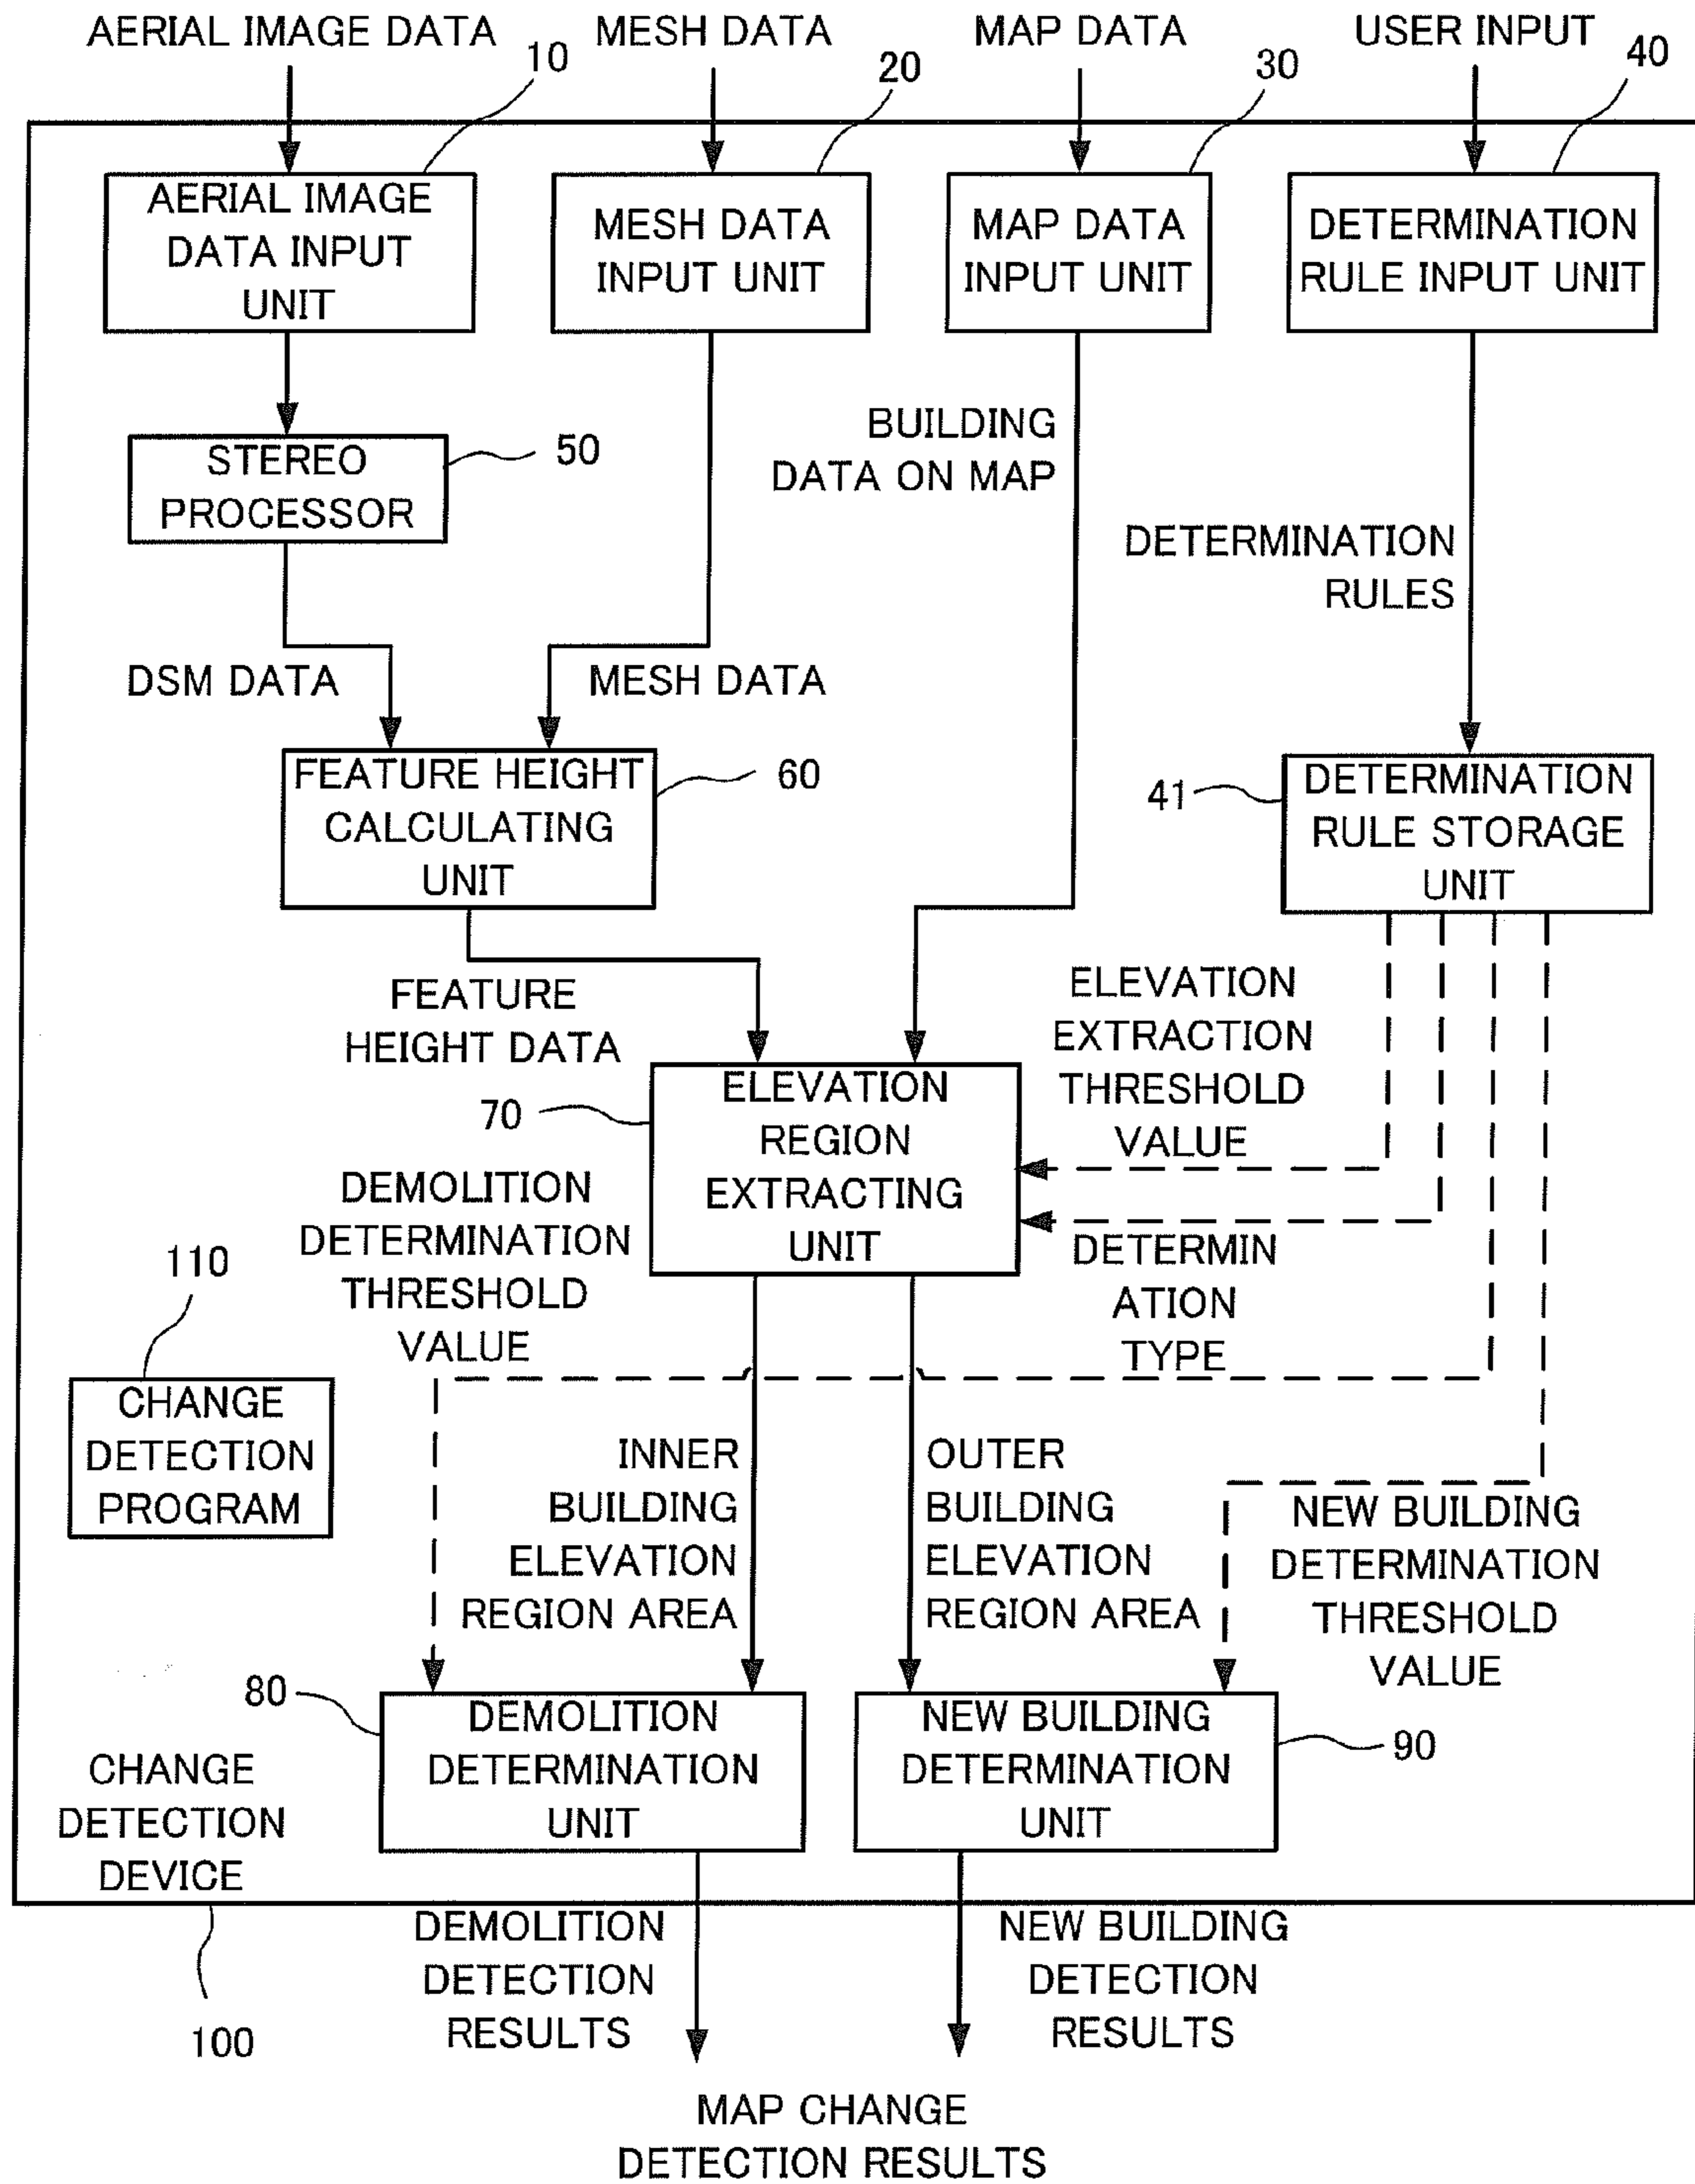 AERIAL IMAGE DATA
MESH DATA
MAP DATA
USER INPUT
10
20
30
40
AERIAL IMAGE
DATA INPUT
UNIT
MESH DATA
INPUT UNIT
MAP DATA
INPUT UNIT
DETERMINATION
RULE INPUT UNIT
STEREO
PROCESSOR
50
BUILDING
DATA ON MAP
DETERMINATION
RULES
DSM DATA
MESH DATA
FEATURE HEIGHT
CALCULATING
UNIT
60
41
DETERMINATION
RULE STORAGE
UNIT
FEATURE
HEIGHT DATA
ELEVATION
EXTRACTION
THRESHOLD
VALUE
70
ELEVATION
REGION
EXTRACTING
UNIT
DETERMIN
ATION
TYPE
DEMOLITION
DETERMINATION
THRESHOLD
VALUE
110
CHANGE
DETECTION
PROGRAM
INNER
BUILDING
ELEVATION
REGION AREA
OUTER
BUILDING
ELEVATION
REGION AREA
NEW BUILDING
DETERMINATION
THRESHOLD
VALUE
80
DEMOLITION
DETERMINATION
UNIT
NEW BUILDING
DETERMINATION
UNIT
90
CHANGE
DETECTION
DEVICE
100
DEMOLITION
DETECTION
RESULTS
NEW BUILDING
DETECTION
RESULTS
MAP CHANGE
DETECTION RESULTS